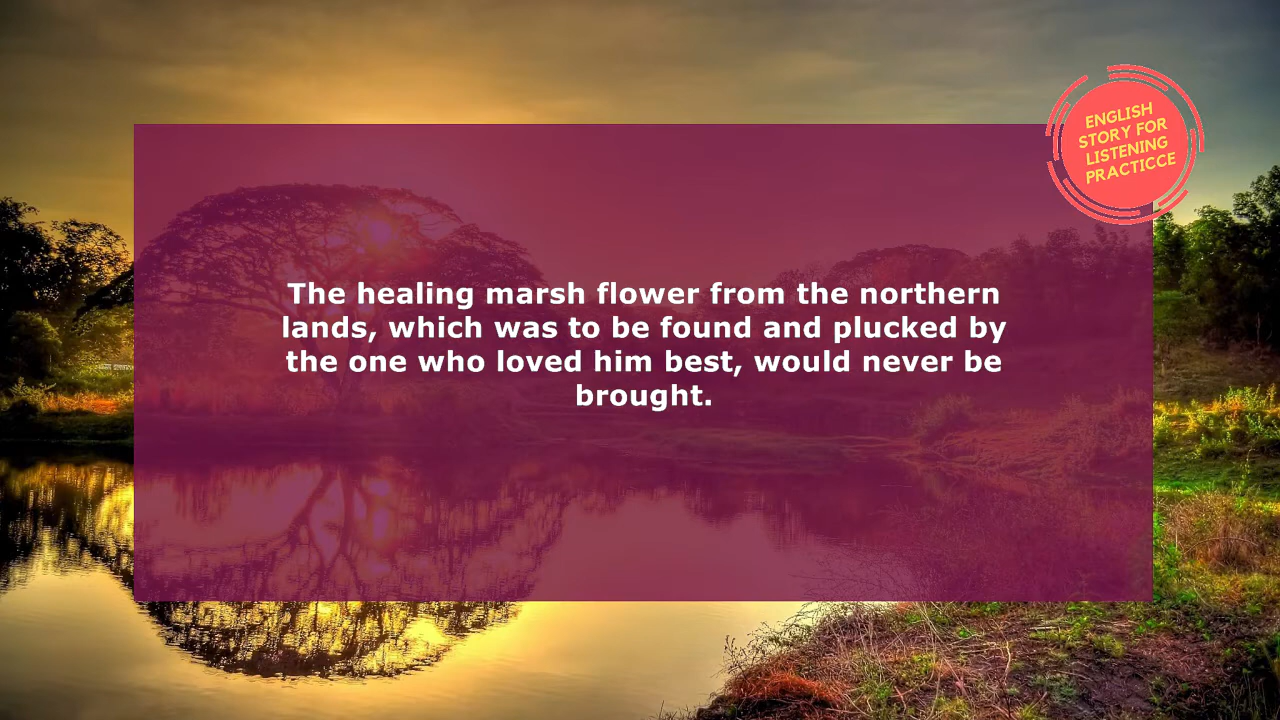 ENGLISH
STORY FOR
LISTENING
PRACTICCE
The healing marsh flower from the northern
lands, which was to be found and plucked by
the one who loved him best, would never be
brought.